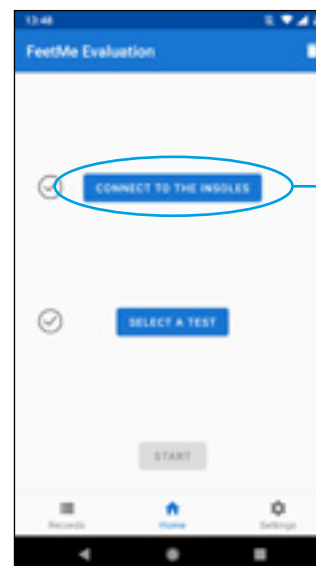 13:48
FeetMe Evaluation
CONNECT TO THE INSOLES
SELECT A TEST
START
Records Home Settings